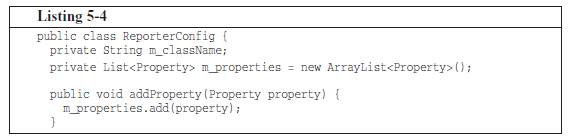 Listing 5-4
public class ReporterConfig {
  private String m_className;
  private List<Property> m_properties = new ArrayList<Property>();

  public void addProperty(Property property) {
    m_properties.add(property);
  }